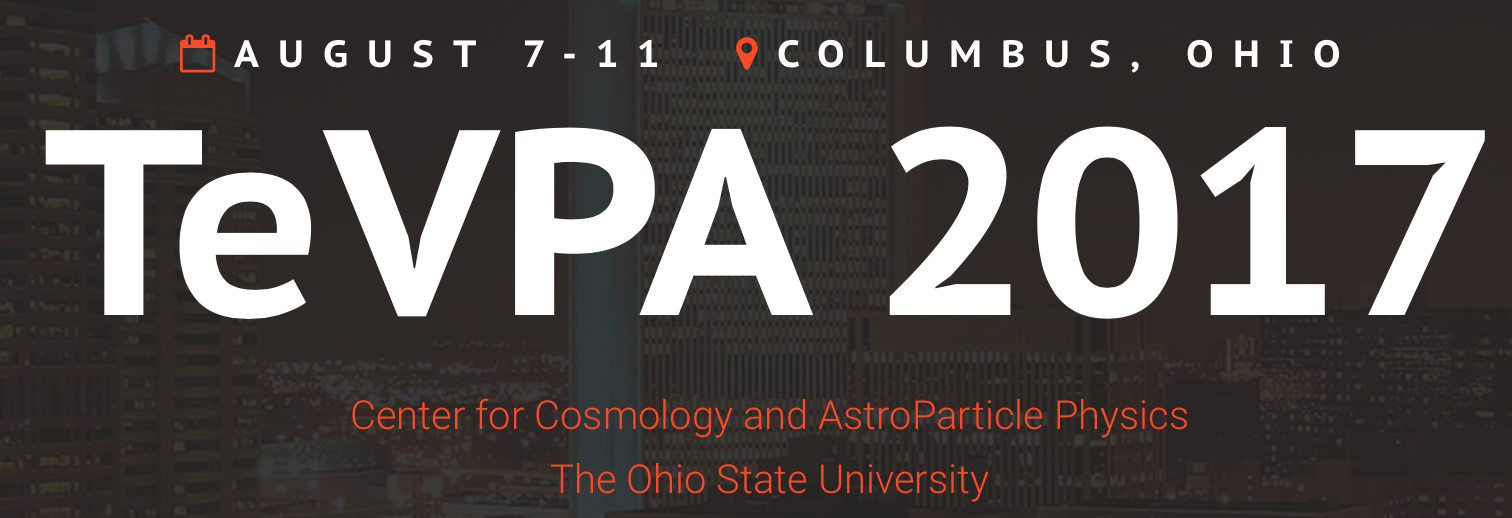 AUGUST 7-11 COLUMBUS, OHIO
TeVPA 2017
Center for Cosmology and AstroParticle Physics
The Ohio State University